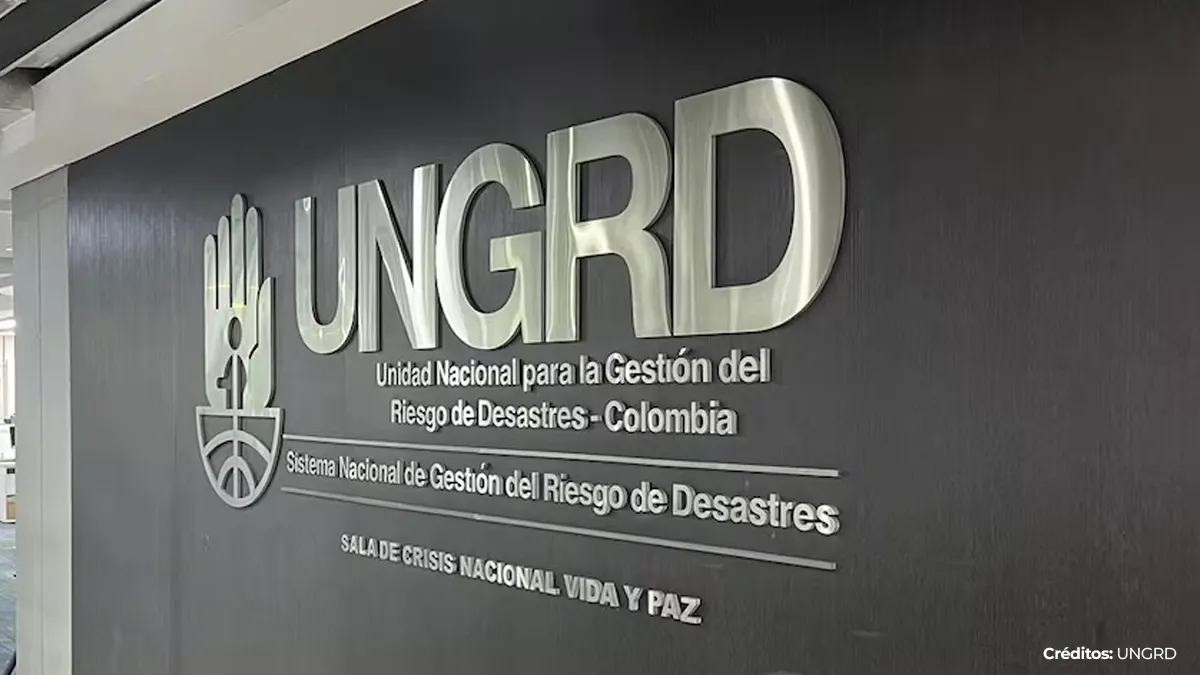 UNGRD
Unidad Nacional para la Gestión del
Riesgo de Desastres - Colombia
Sistema Nacional de Gestión del Riesgo de Desastres
SALA DE CRISIS NACIONAL VIDA Y PAZ
Créditos: UNGRD